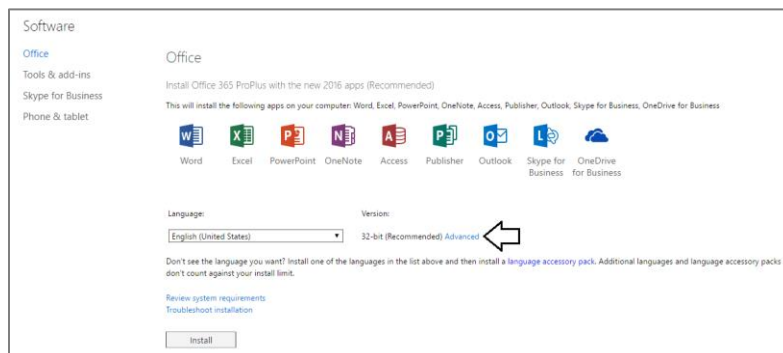 Software
Office
Tools & add-ins
Skype for Business
Phone & tablet
Office
Install Office 365 ProPlus with the new 2016 apps (Recommended)
This will install the following apps on your computer: Word, Excel, PowerPoint, OneNote, Access, Publisher, Outlook, Skype for Business, OneDrive for Business
Word Excel PowerPoint OneNote Access Publisher Outlook Skype for Business OneDrive for Business
Language: Version:
English (United States) 32-bit (Recommended) Advanced
Don't see the language you want? Install one of the languages in the list above and then install a language accessory pack. Additional languages and language accessory packs
don't count against your install limit.
Review system requirements
Troubleshoot installation
Install